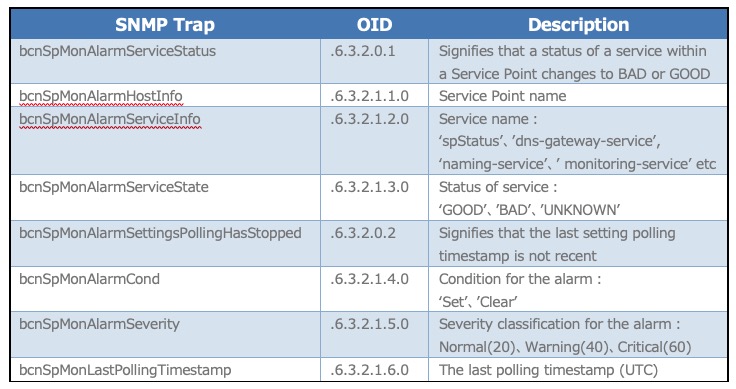 SNMP Trap OID Description
bcnSpMonAlarmServiceStatus .6.3.2.0.1 Signifies that a status of a service within
a Service Point changes to BAD or GOOD
bcnSpMonAlarmHostInfo .6.3.2.1.1.0 Service Point name
bcnSpMonAlarmServiceInfo .6.3.2.1.2.0 Service name :
‘spStatus’、’dns-gateway-service’,
‘naming-service’、’ monitoring-service’ etc
bcnSpMonAlarmServiceState .6.3.2.1.3.0 Status of service :
‘GOOD’、’BAD’、’UNKNOWN’
bcnSpMonAlarmSettingsPollingHasStopped .6.3.2.0.2 Signifies that the last setting polling
timestamp is not recent
bcnSpMonAlarmCond .6.3.2.1.4.0 Condition for the alarm :
‘Set’、’Clear’
bcnSpMonAlarmSeverity .6.3.2.1.5.0 Severity classification for the alarm :
Normal(20)、Warning(40)、Critical(60)
bcnSpMonLastPollingTimestamp .6.3.2.1.6.0 The last polling timestamp (UTC)